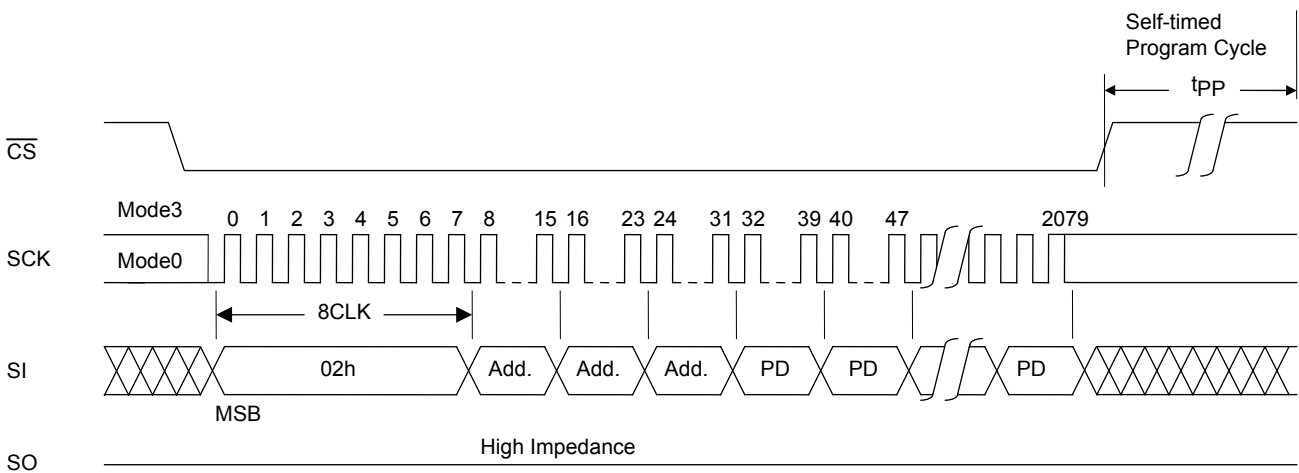 Self-timed
Program Cycle
tPP
CS
Mode3
0 1 2 3 4 5 6 7 8 15 16 23 24 31 32 39 40 47 2079
SCK
Mode0
8CLK
SI
02h Add. Add. Add. PD PD PD
MSB
High Impedance
SO